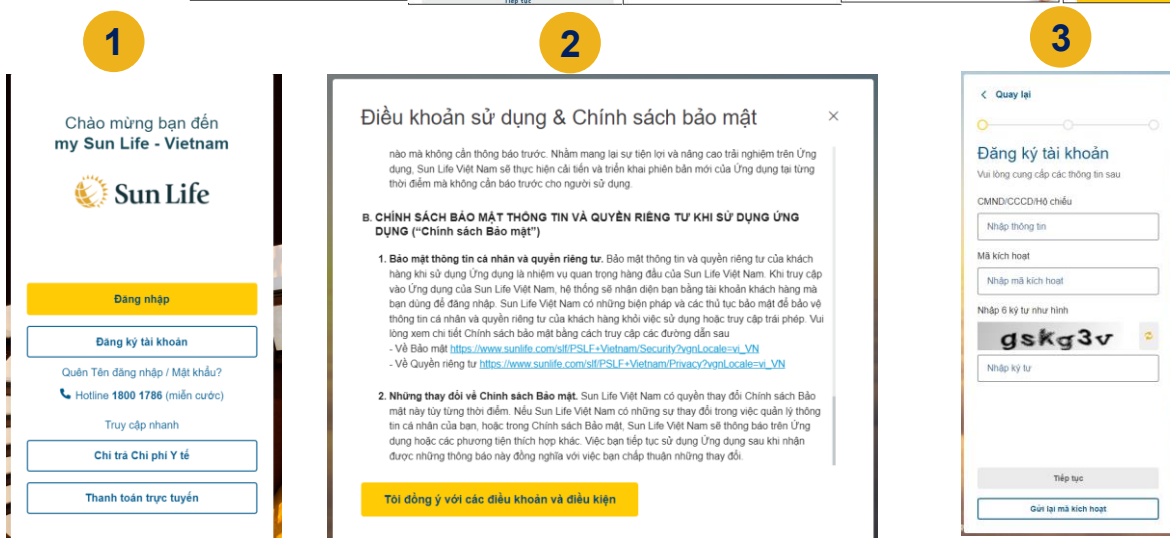 Tiếp tục
1
2
3
Chào mừng bạn đến
my Sun Life - Vietnam
Sun Life
Đăng nhập
Đăng ký tài khoản
Quên Tên đăng nhập / Mật khẩu?
Hotline 1800 1786 (miễn cước)
Truy cập nhanh
Chi trả Chi phí Y tế
Thanh toán trực tuyến
Điều khoản sử dụng & Chính sách bảo mật
nào mà không cần thông báo trước. Nhằm mang lại sự tiện lợi và nâng cao trải nghiệm trên Ứng
dụng, Sun Life Việt Nam sẽ thực hiện cải tiến và triển khai phiên bản mới của Ứng dụng tại từng
thời điểm mà không cần báo trước cho người sử dụng.
B. CHÍNH SÁCH BẢO MẬT THÔNG TIN VÀ QUYỀN RIÊNG TƯ KHI SỬ DỤNG ỨNG
DỤNG (“Chính sách Bảo mật”)
1. Bảo mật thông tin cá nhân và quyền riêng tư. Bảo mật thông tin và quyền riêng tư của khách
hàng khi sử dụng Ứng dụng là nhiệm vụ quan trọng hàng đầu của Sun Life Việt Nam. Khi truy cập
vào Ứng dụng của Sun Life Việt Nam, hệ thống sẽ nhận diện bạn bằng tài khoản khách hàng mà
bạn dùng để đăng nhập. Sun Life Việt Nam có những biện pháp và các thủ tục bảo mật để bảo vệ
thông tin cá nhân và quyền riêng tư của khách hàng khỏi việc sử dụng hoặc truy cập trái phép. Vui
lòng xem chi tiết Chính sách bảo mật bằng cách truy cập các đường dẫn sau
- Về Bảo mật https://www.sunlife.com/slf/PSLF+Vietnam/Security?vgnLocale=vi_VN
- Về Quyền riêng tư https://www.sunlife.com/slf/PSLF+Vietnam/Privacy?vgnLocale=vi_VN
2. Những thay đổi về Chính sách Bảo mật. Sun Life Việt Nam có quyền thay đổi Chính sách Bảo
mật này tùy từng thời điểm. Nếu Sun Life Việt Nam có những sự thay đổi trong việc quản lý thông
tin cá nhân của bạn, hoặc trong Chính sách Bảo mật, Sun Life Việt Nam sẽ thông báo trên Ứng
dụng hoặc các phương tiện thích hợp khác. Việc bạn tiếp tục sử dụng Ứng dụng sau khi nhận
được những thông báo này đồng nghĩa với việc bạn chấp thuận những thay đổi.
Tôi đồng ý với các điều khoản và điều kiện
Quay lại
Đăng ký tài khoản
Vui lòng cung cấp các thông tin sau
CMND/CCCD/Hộ chiếu
Nhập thông tin
Mã kích hoạt
Nhập mã kích hoạt
Nhập 6 ký tự như hình
gskg3v
Nhập ký tự
Tiếp tục
Gửi lại mã kích hoạt